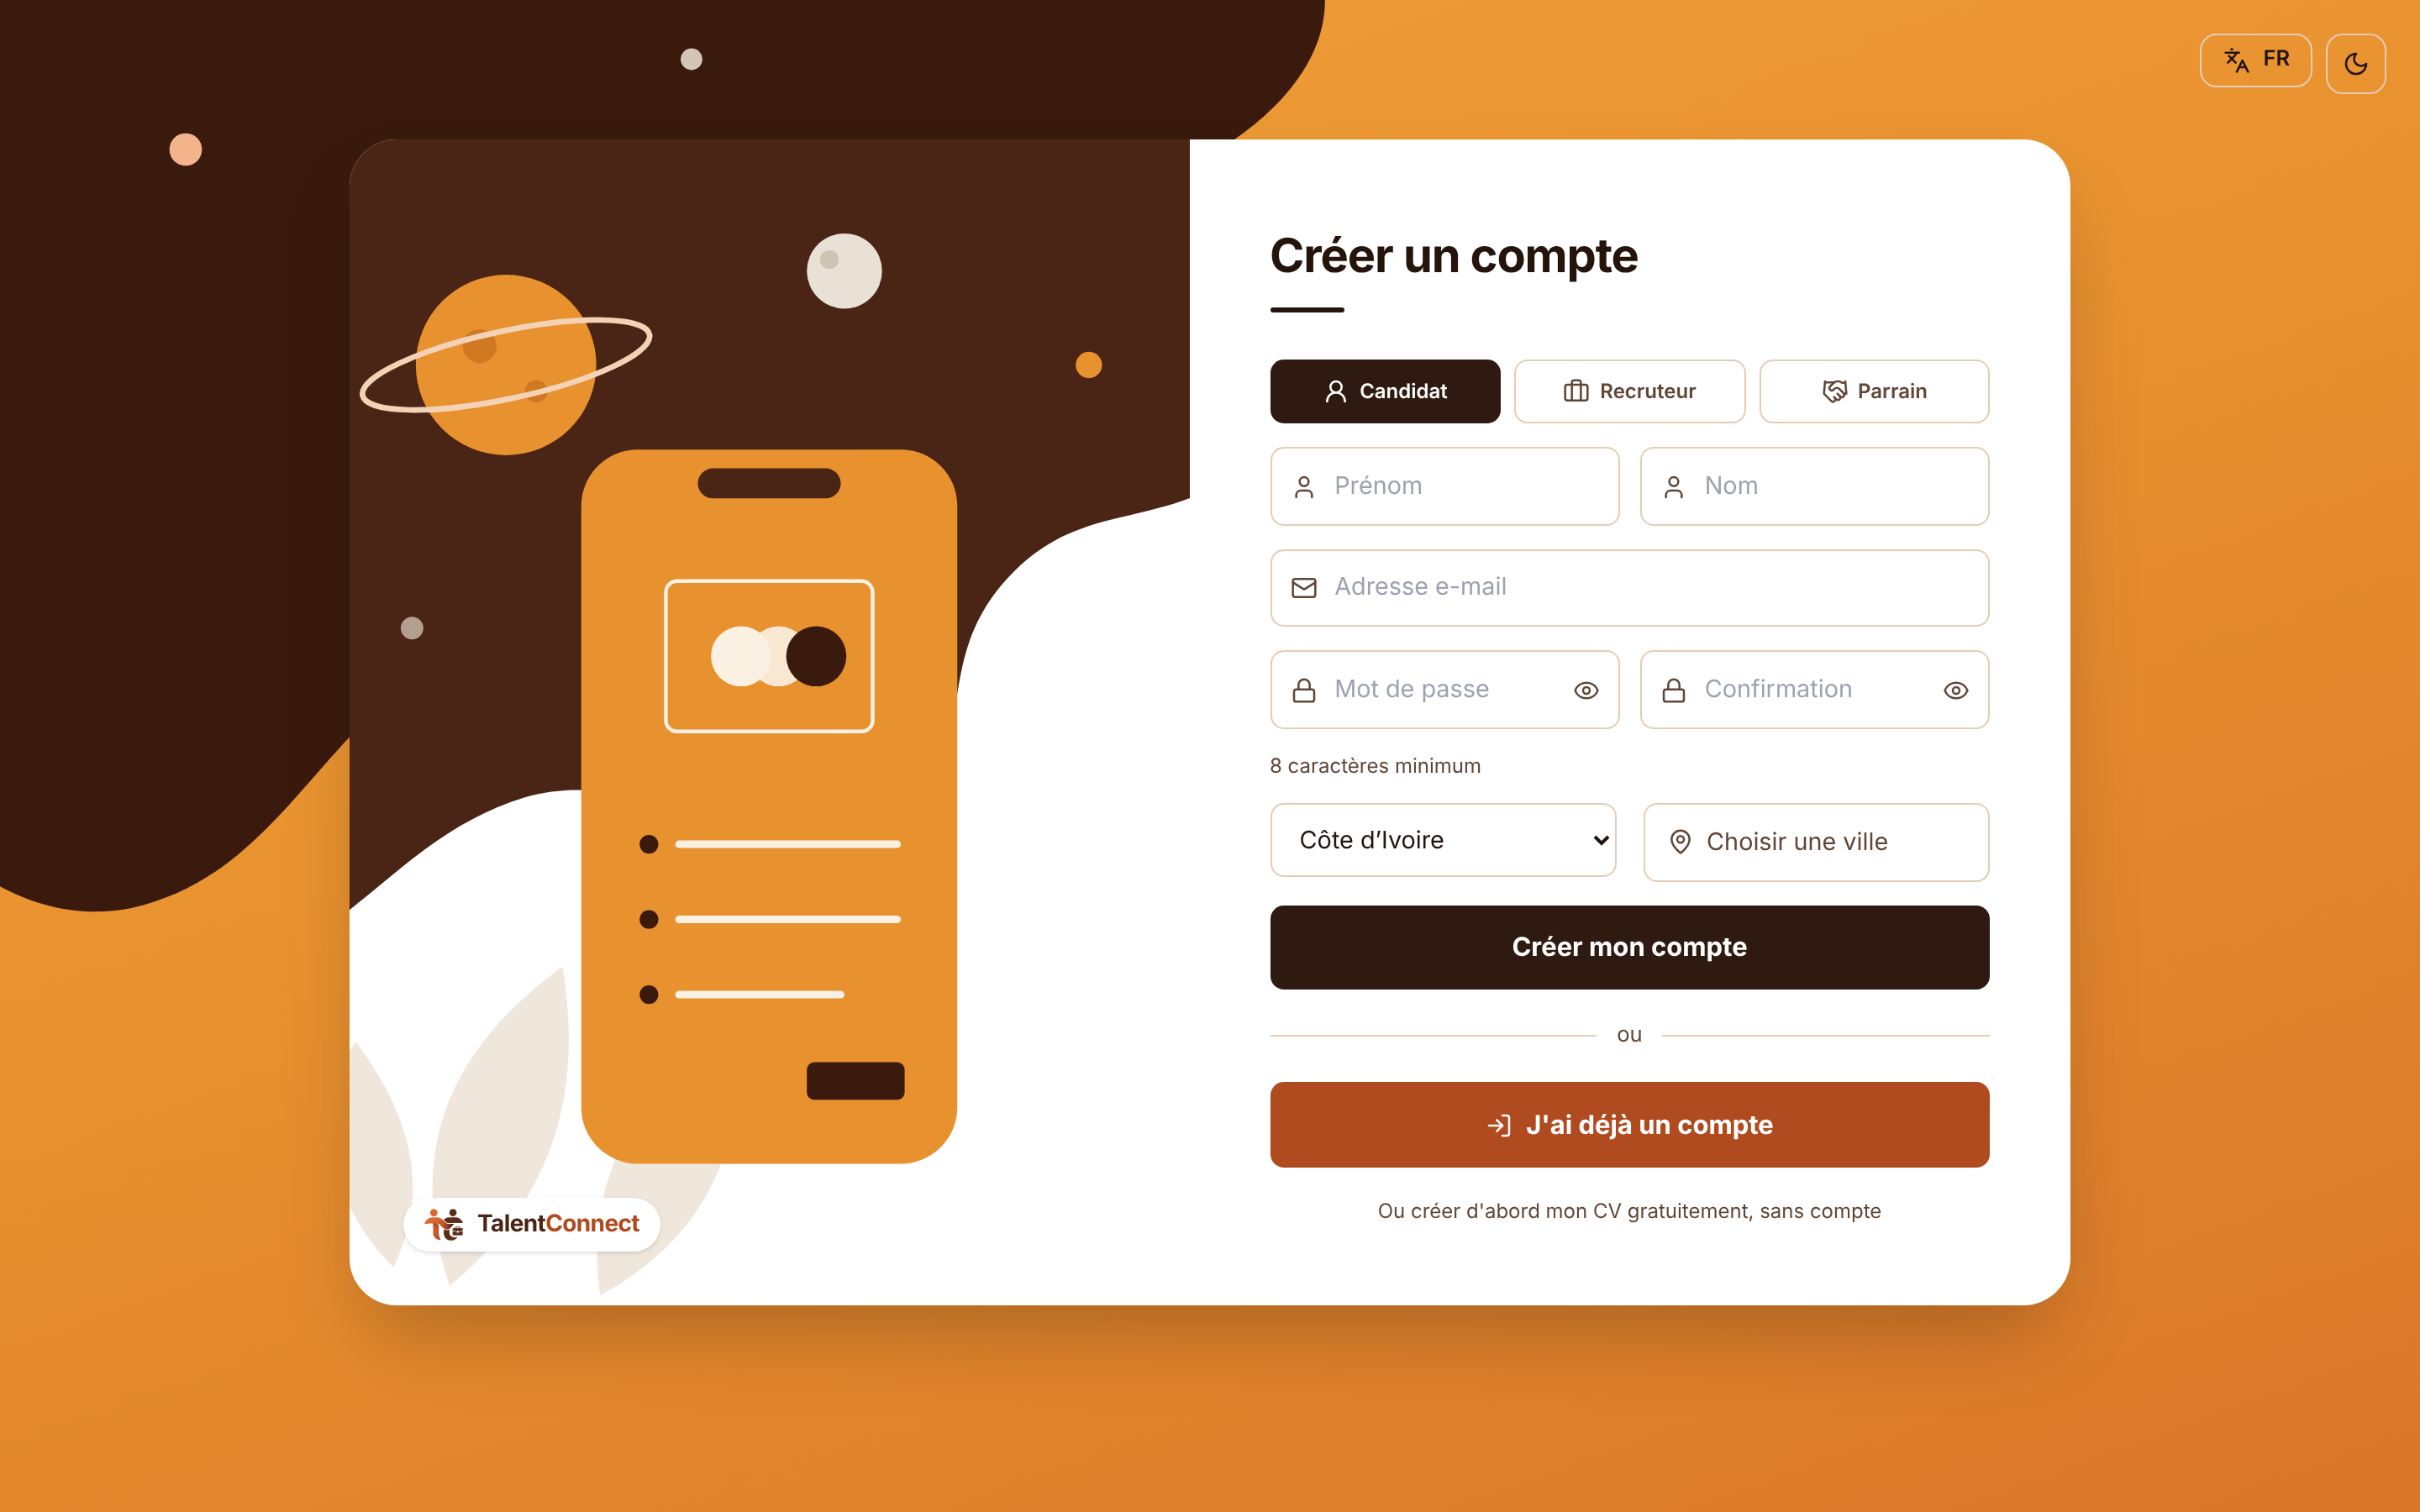 FR
Créer un compte
Candidat
Recruteur
Parrain
Prénom
Nom
Adresse e-mail
Mot de passe
Confirmation
8 caractères minimum
Côte d’Ivoire
Choisir une ville
Créer mon compte
ou
J'ai déjà un compte
Ou créer d'abord mon CV gratuitement, sans compte
TalentConnect